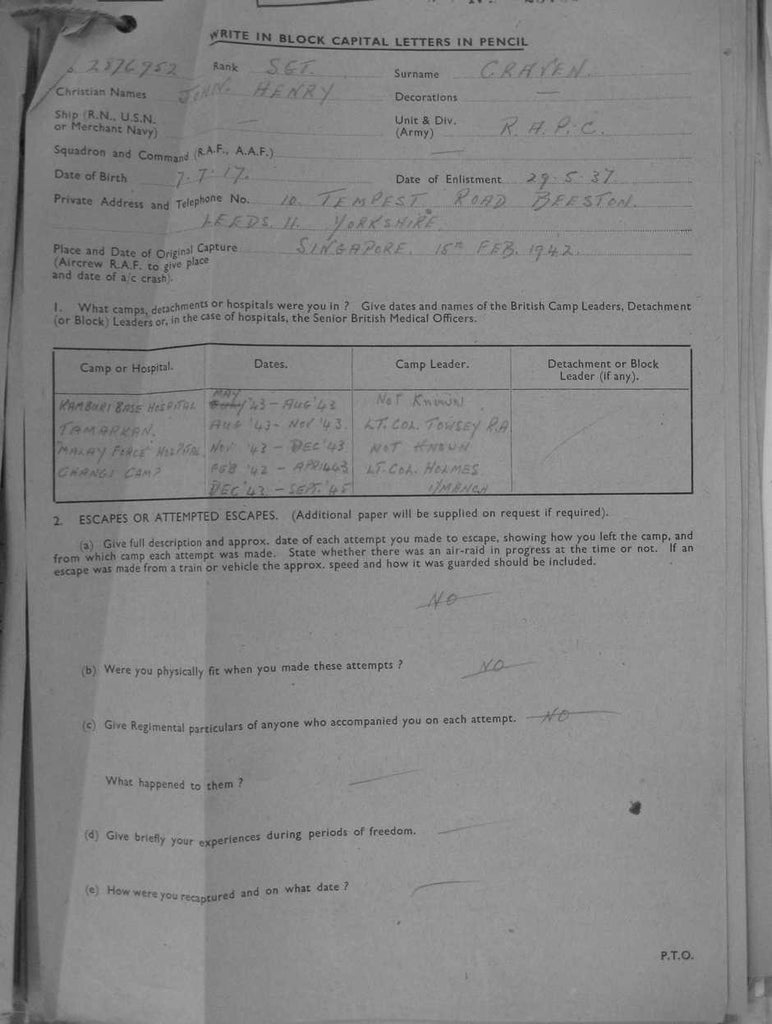 WRITE IN BLOCK CAPITAL LETTERS IN PENCIL
2876952 Rank SGT. Surname CRAVEN.
Christian Names JOHN. HENRY Decorations —
Ship (R.N., U.S.N. or Merchant Navy) — Unit & Div. (Army) R.A.P.C.
Squadron and Command (R.A.F., A.A.F.) —
Date of Birth 7.7.17. Date of Enlistment 29.5.37.
Private Address and Telephone No. 10. TEMPEST ROAD BEESTON.
LEEDS. 11. YORKSHIRE.
Place and Date of Original Capture SINGAPORE. 15TH FEB. 1942.
(Aircrew R.A.F. to give place
and date of a/c crash).
1. What camps, detachments or hospitals were you in ? Give dates and names of the British Camp Leaders, Detachment
(or Block) Leaders or, in the case of hospitals, the Senior British Medical Officers.
Camp or Hospital. Dates. Camp Leader. Detachment or Block Leader (if any).
KAMBURI BASE HOSPITAL MAY '43 - AUG '43 NOT KNOWN
TAMARKAN. AUG '43 - NOV '43. LT. COL. TOWSEY R.A
"MALAY FORCE" HOSPITAL. NOV '43 - DEC '43 NOT KNOWN
CHANGI CAMP FEB '42 - APRIL 43 LT. COL. HOLMES
DEC '43 - SEPT. '45 1/MANCH
2. ESCAPES OR ATTEMPTED ESCAPES. (Additional paper will be supplied on request if required).
(a) Give full description and approx. date of each attempt you made to escape, showing how you left the camp, and
from which camp each attempt was made. State whether there was an air-raid in progress at the time or not. If an
escape was made from a train or vehicle the approx. speed and how it was guarded should be included.
NO
(b) Were you physically fit when you made these attempts ? NO
(c) Give Regimental particulars of anyone who accompanied you on each attempt. NO
What happened to them ? —
(d) Give briefly your experiences during periods of freedom. —
(e) How were you recaptured and on what date ? —
P.T.O.